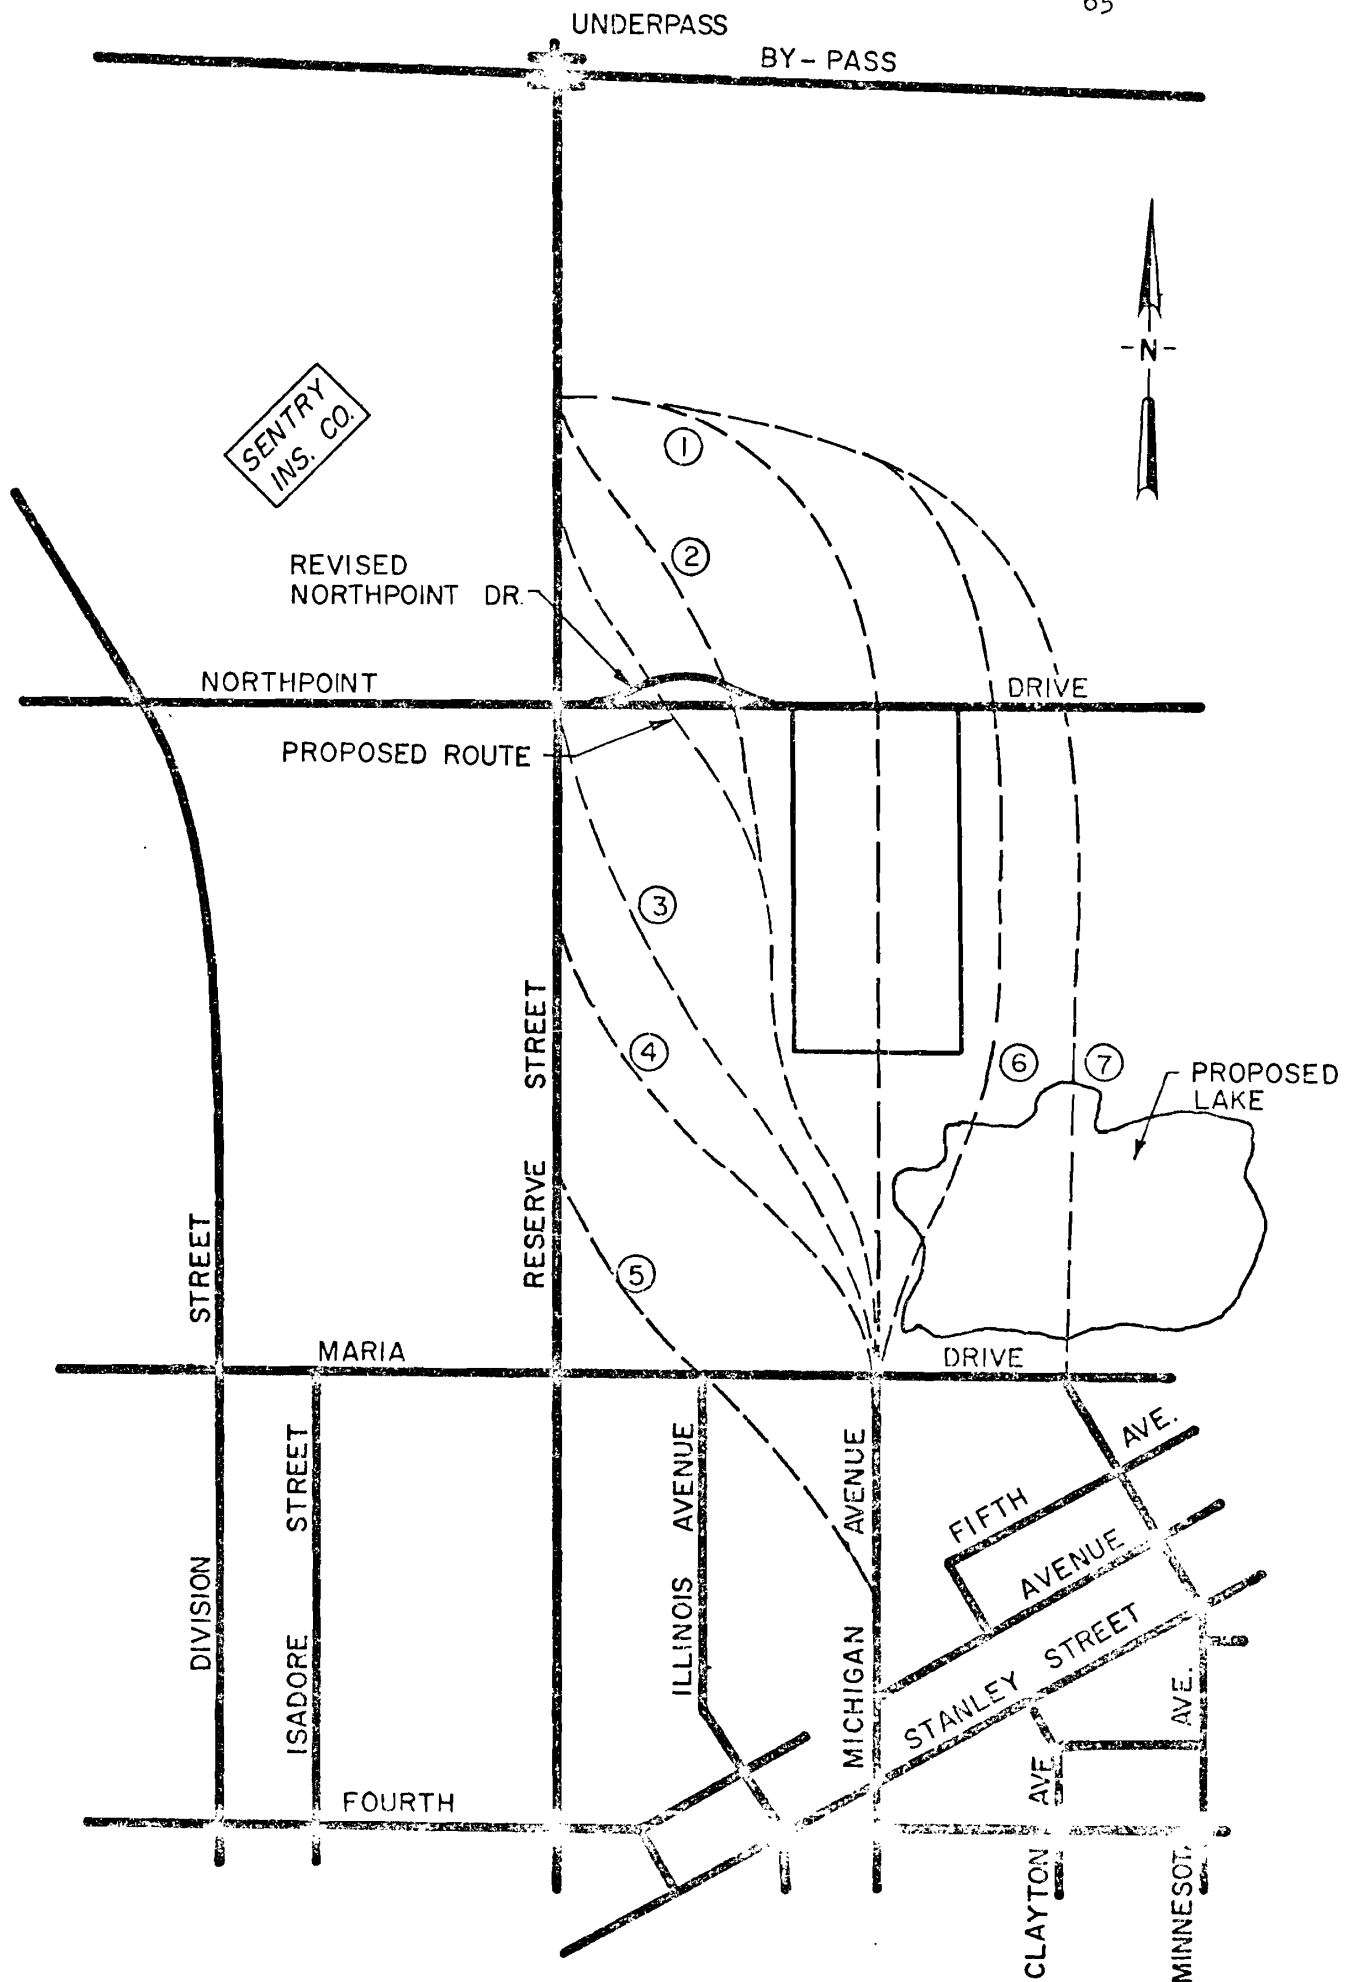 65
UNDERPASS
BY-PASS
-N-
SENTRY
INS. CO.
1
2
REVISED
NORTHPOINT DR.
NORTHPOINT
DRIVE
PROPOSED ROUTE
3
4
6
7
PROPOSED
LAKE
5
RESERVE STREET
MARIA
DRIVE
DIVISION STREET
ISADORE STREET
ILLINOIS AVENUE
MICHIGAN AVENUE
FIFTH AVE.
AVENUE
STANLEY STREET
FOURTH
CLAYTON AVE
MINNESOTA AVE.